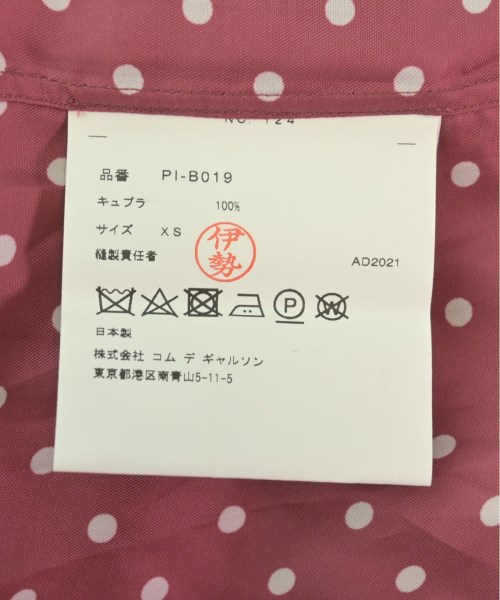 NO. T24
品番 PI-B019
キュプラ 100%
サイズ XS
伊勢
縫製責任者 AD2021
P
W
日本製
株式会社 コム デ ギャルソン
東京都港区南青山5-11-5